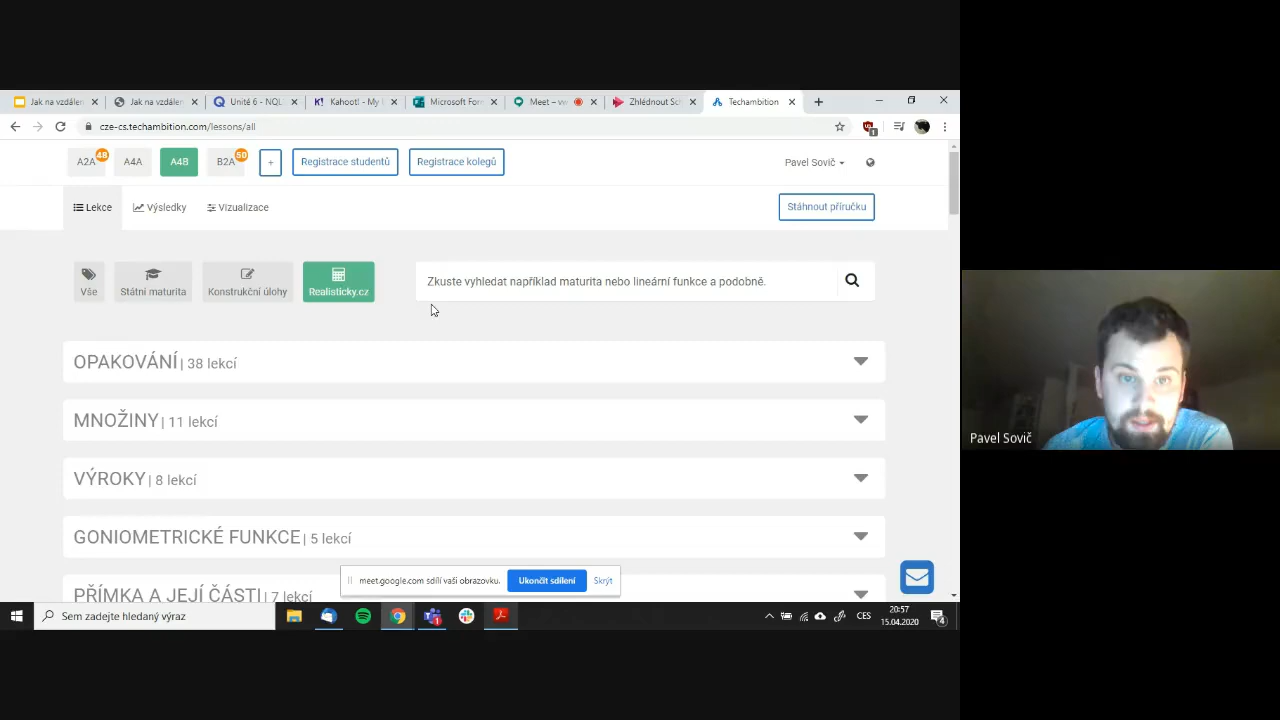 Jak na vzdálen
Jak na vzdálen
Unité 6 - NQL
Kahoot! - My
Microsoft For
Meet – vw
Zhlédnout Sc
Techambition
cze-cs.techambition.com/lessons/all
1
A2A 48
A4A
A4B
B2A 50
+
Registrace studentů
Registrace kolegů
Pavel Sovič
Lekce
Výsledky
Vizualizace
Stáhnout příručku
Vše
Státní maturita
Konstrukční úlohy
Realisticky.cz
Zkuste vyhledat například maturita nebo lineární funkce a podobně.
OPAKOVÁNÍ | 38 lekcí
MNOŽINY | 11 lekcí
VÝROKY | 8 lekcí
GONIOMETRICKÉ FUNKCE | 5 lekcí
PŘÍMKA A JEJÍ ČÁSTI | 7 lekcí
meet.google.com sdílí vaši obrazovku.
Ukončit sdílení
Skrýt
Sem zadejte hledaný výraz
1
CES
20:57
15.04.2020
4
Pavel Sovič